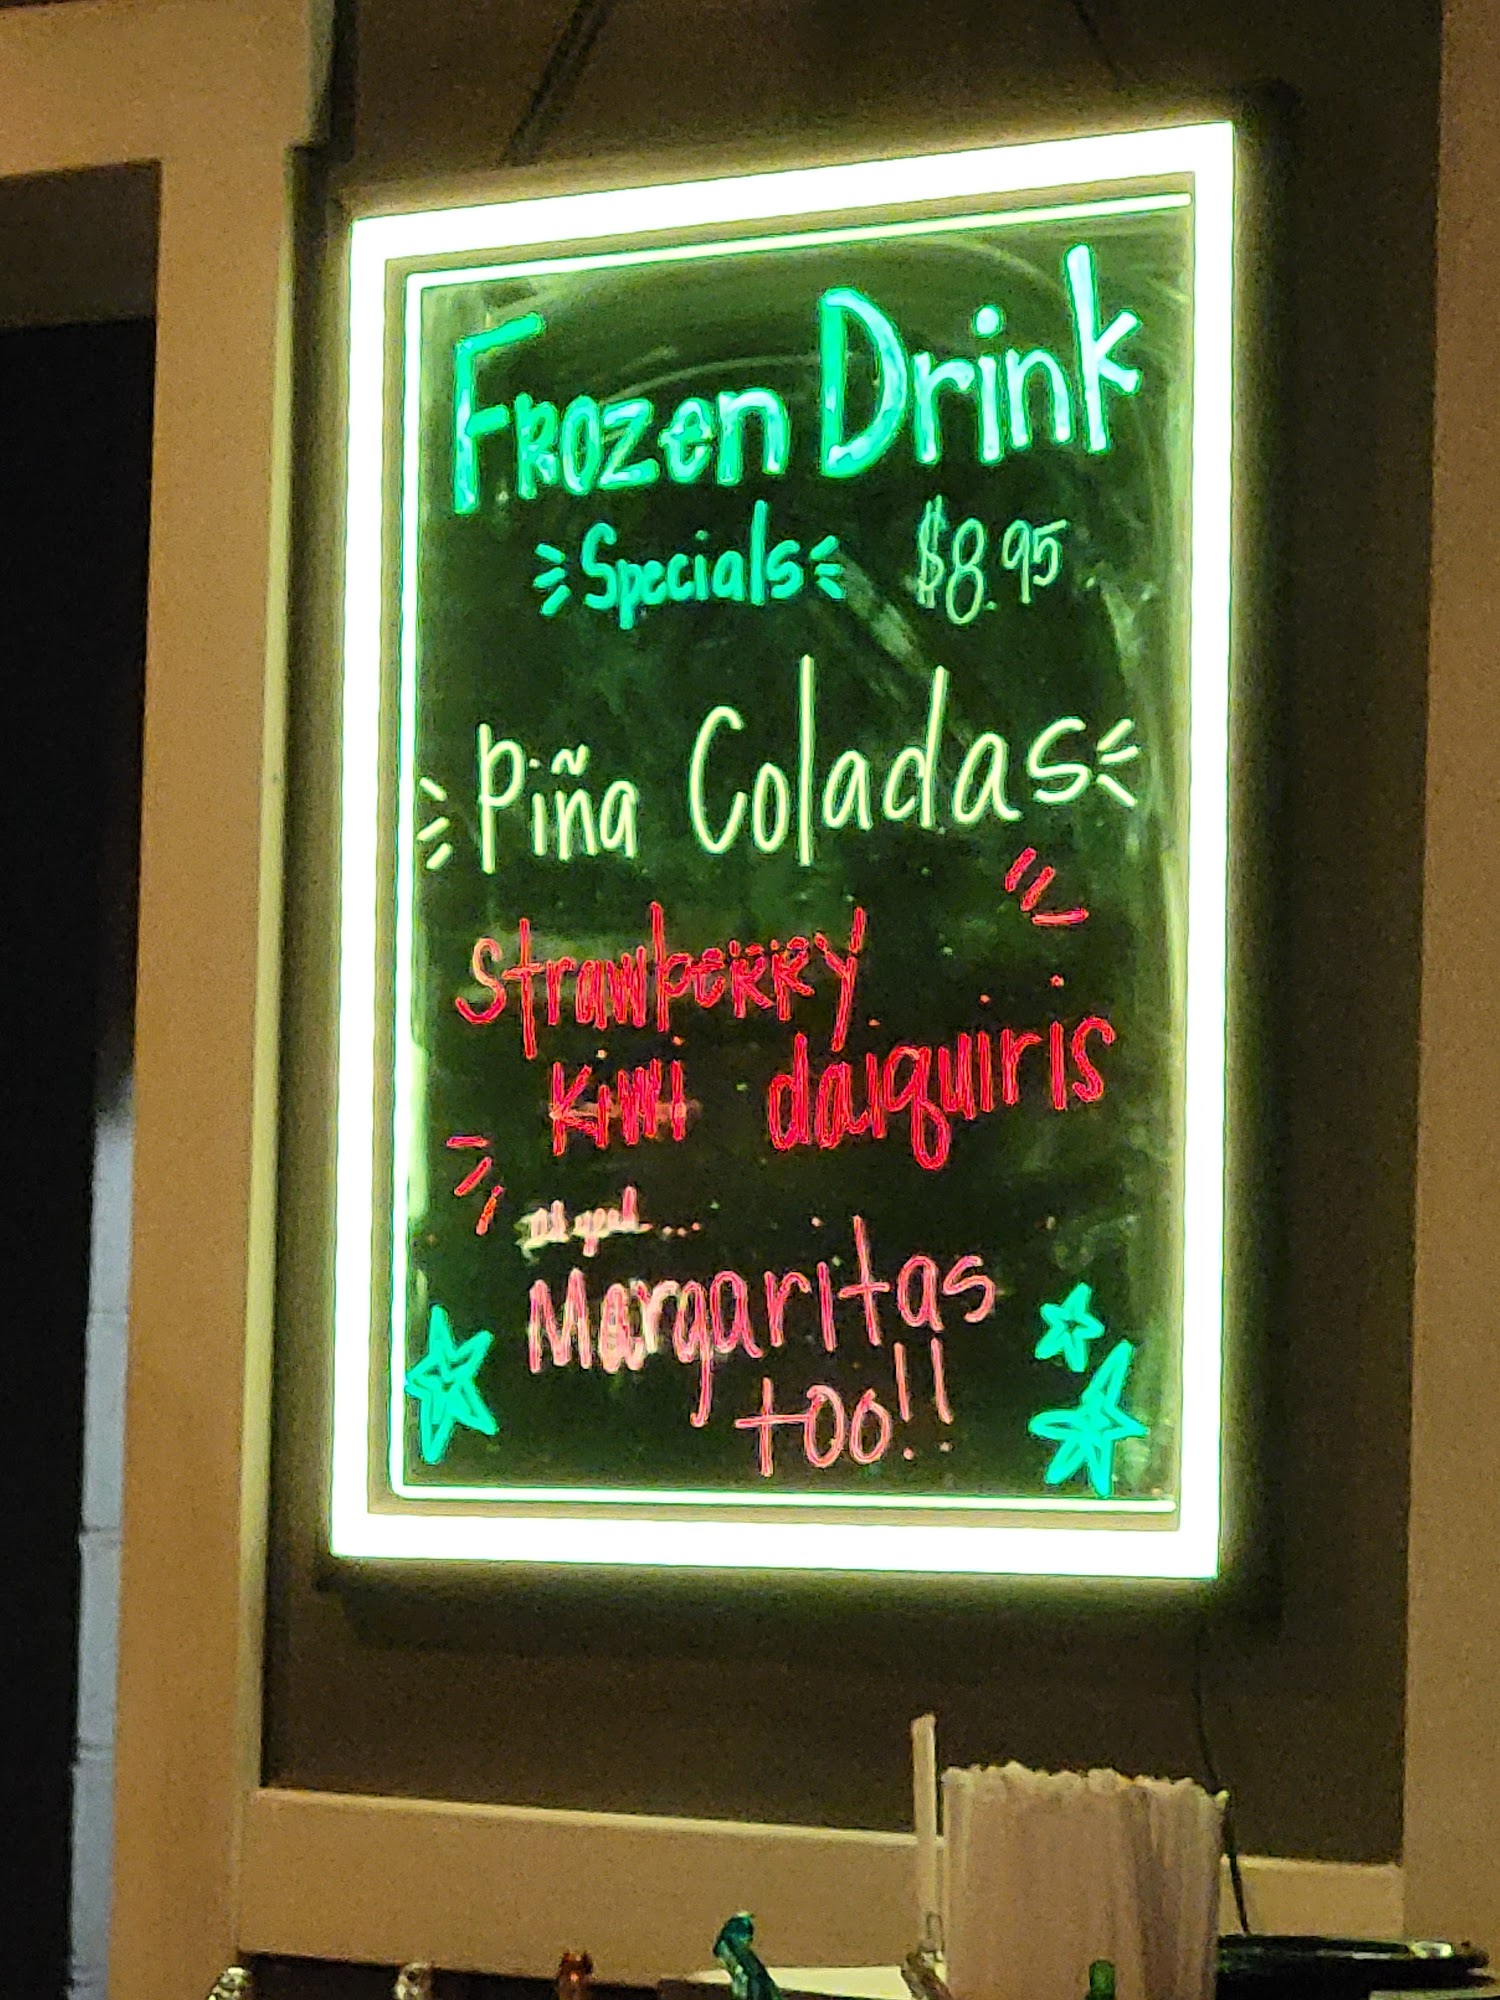 Frozen Drink
Specials $8.95
Piña Coladas
Strawberry
Kiwi daiquiris
Margaritas
too!!